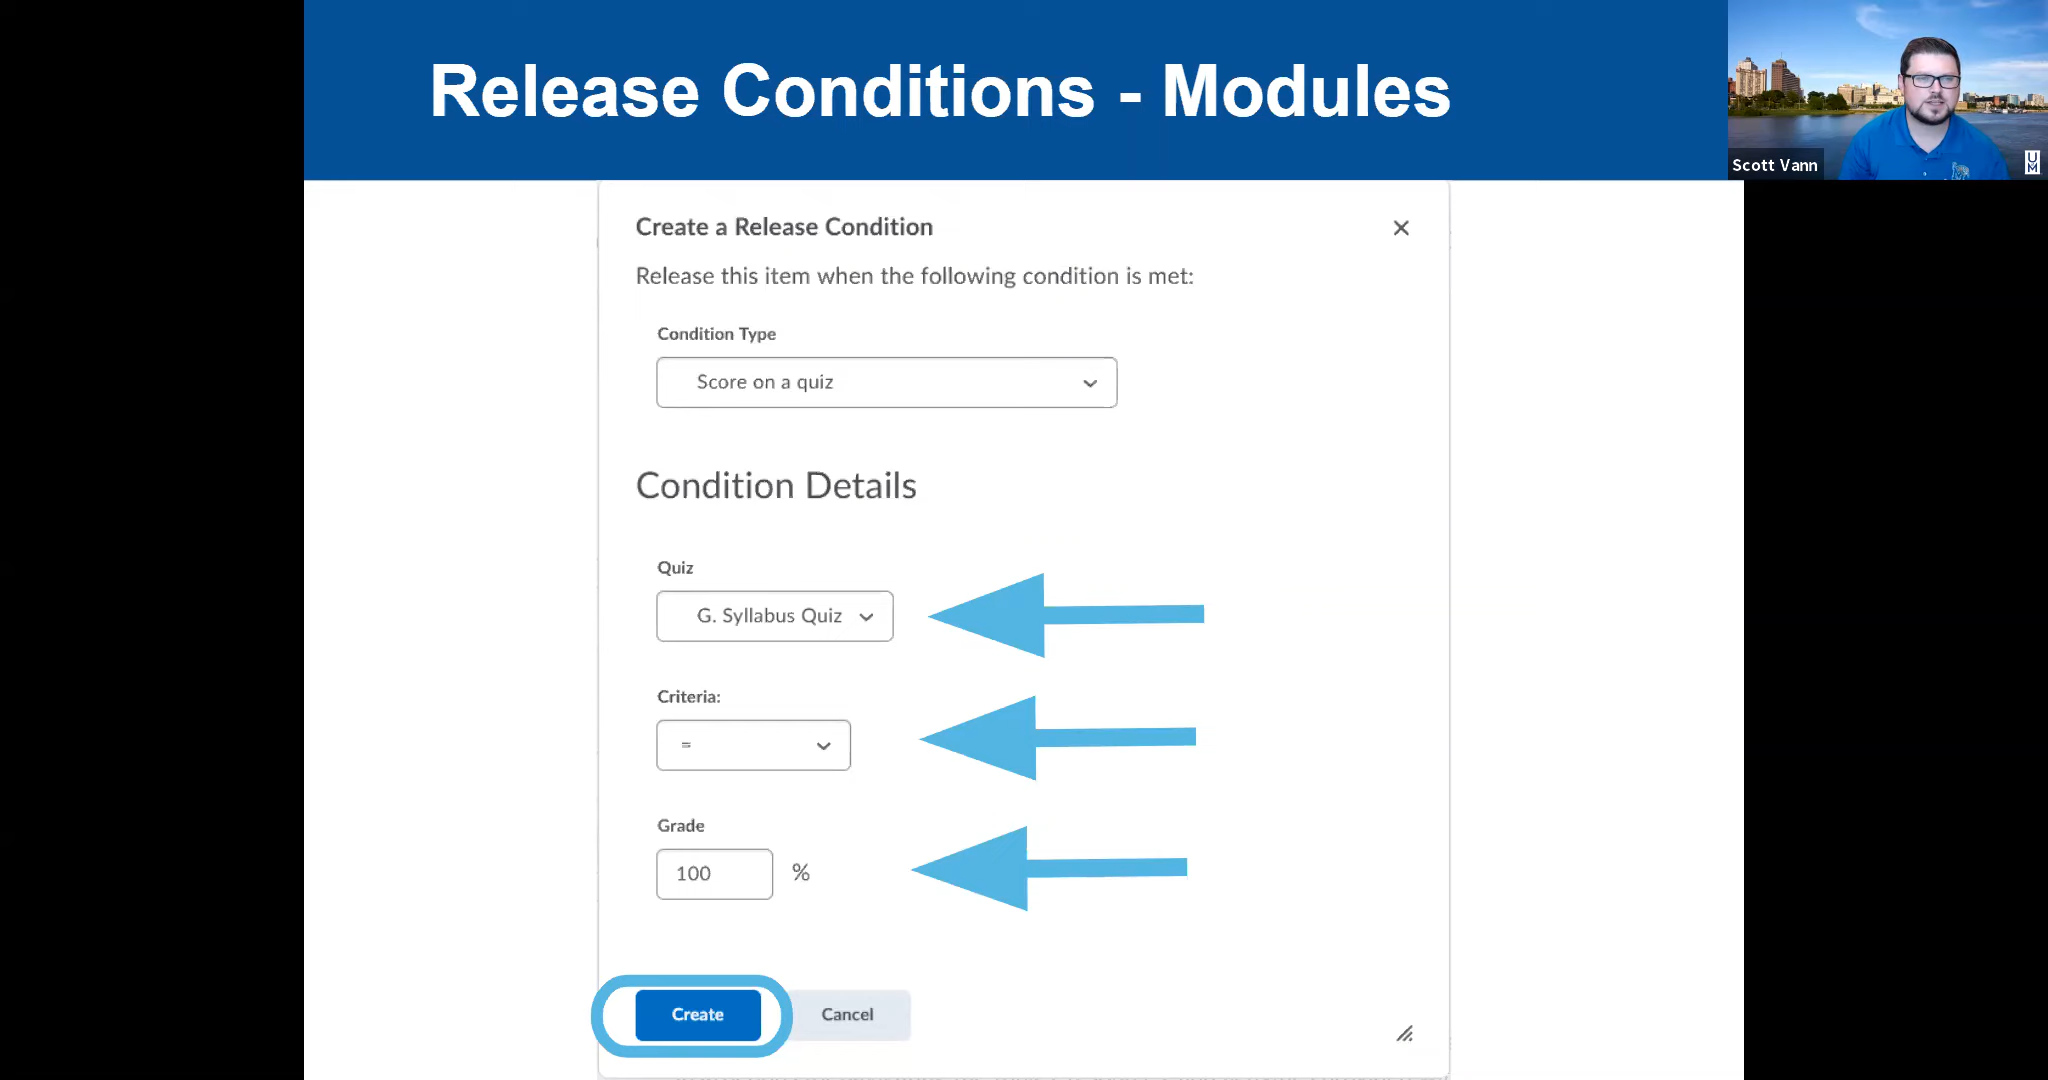 Release Conditions - Modules
Scott Vann
UM
Create a Release Condition
Release this item when the following condition is met:
Condition Type
Score on a quiz
Condition Details
Quiz
G. Syllabus Quiz
Criteria:
=
Grade
100 %
Create Cancel